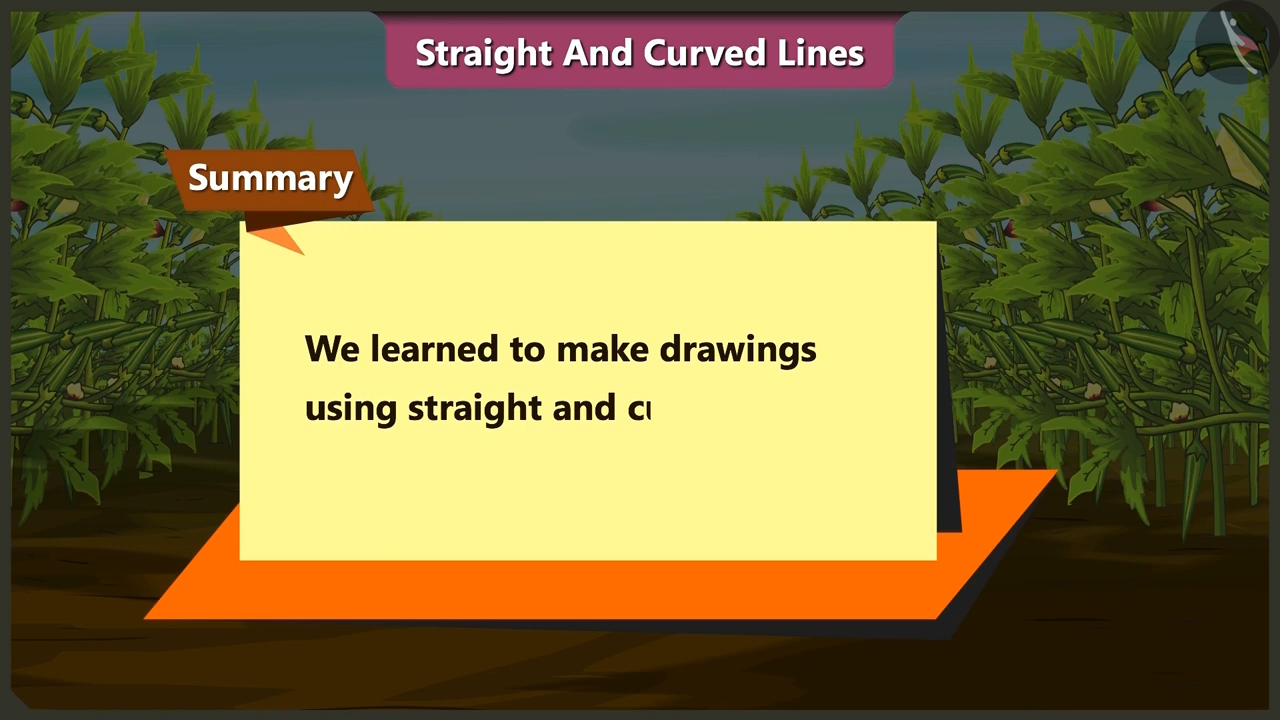 Straight And Curved Lines
Summary
We learned to make drawings
using straight and